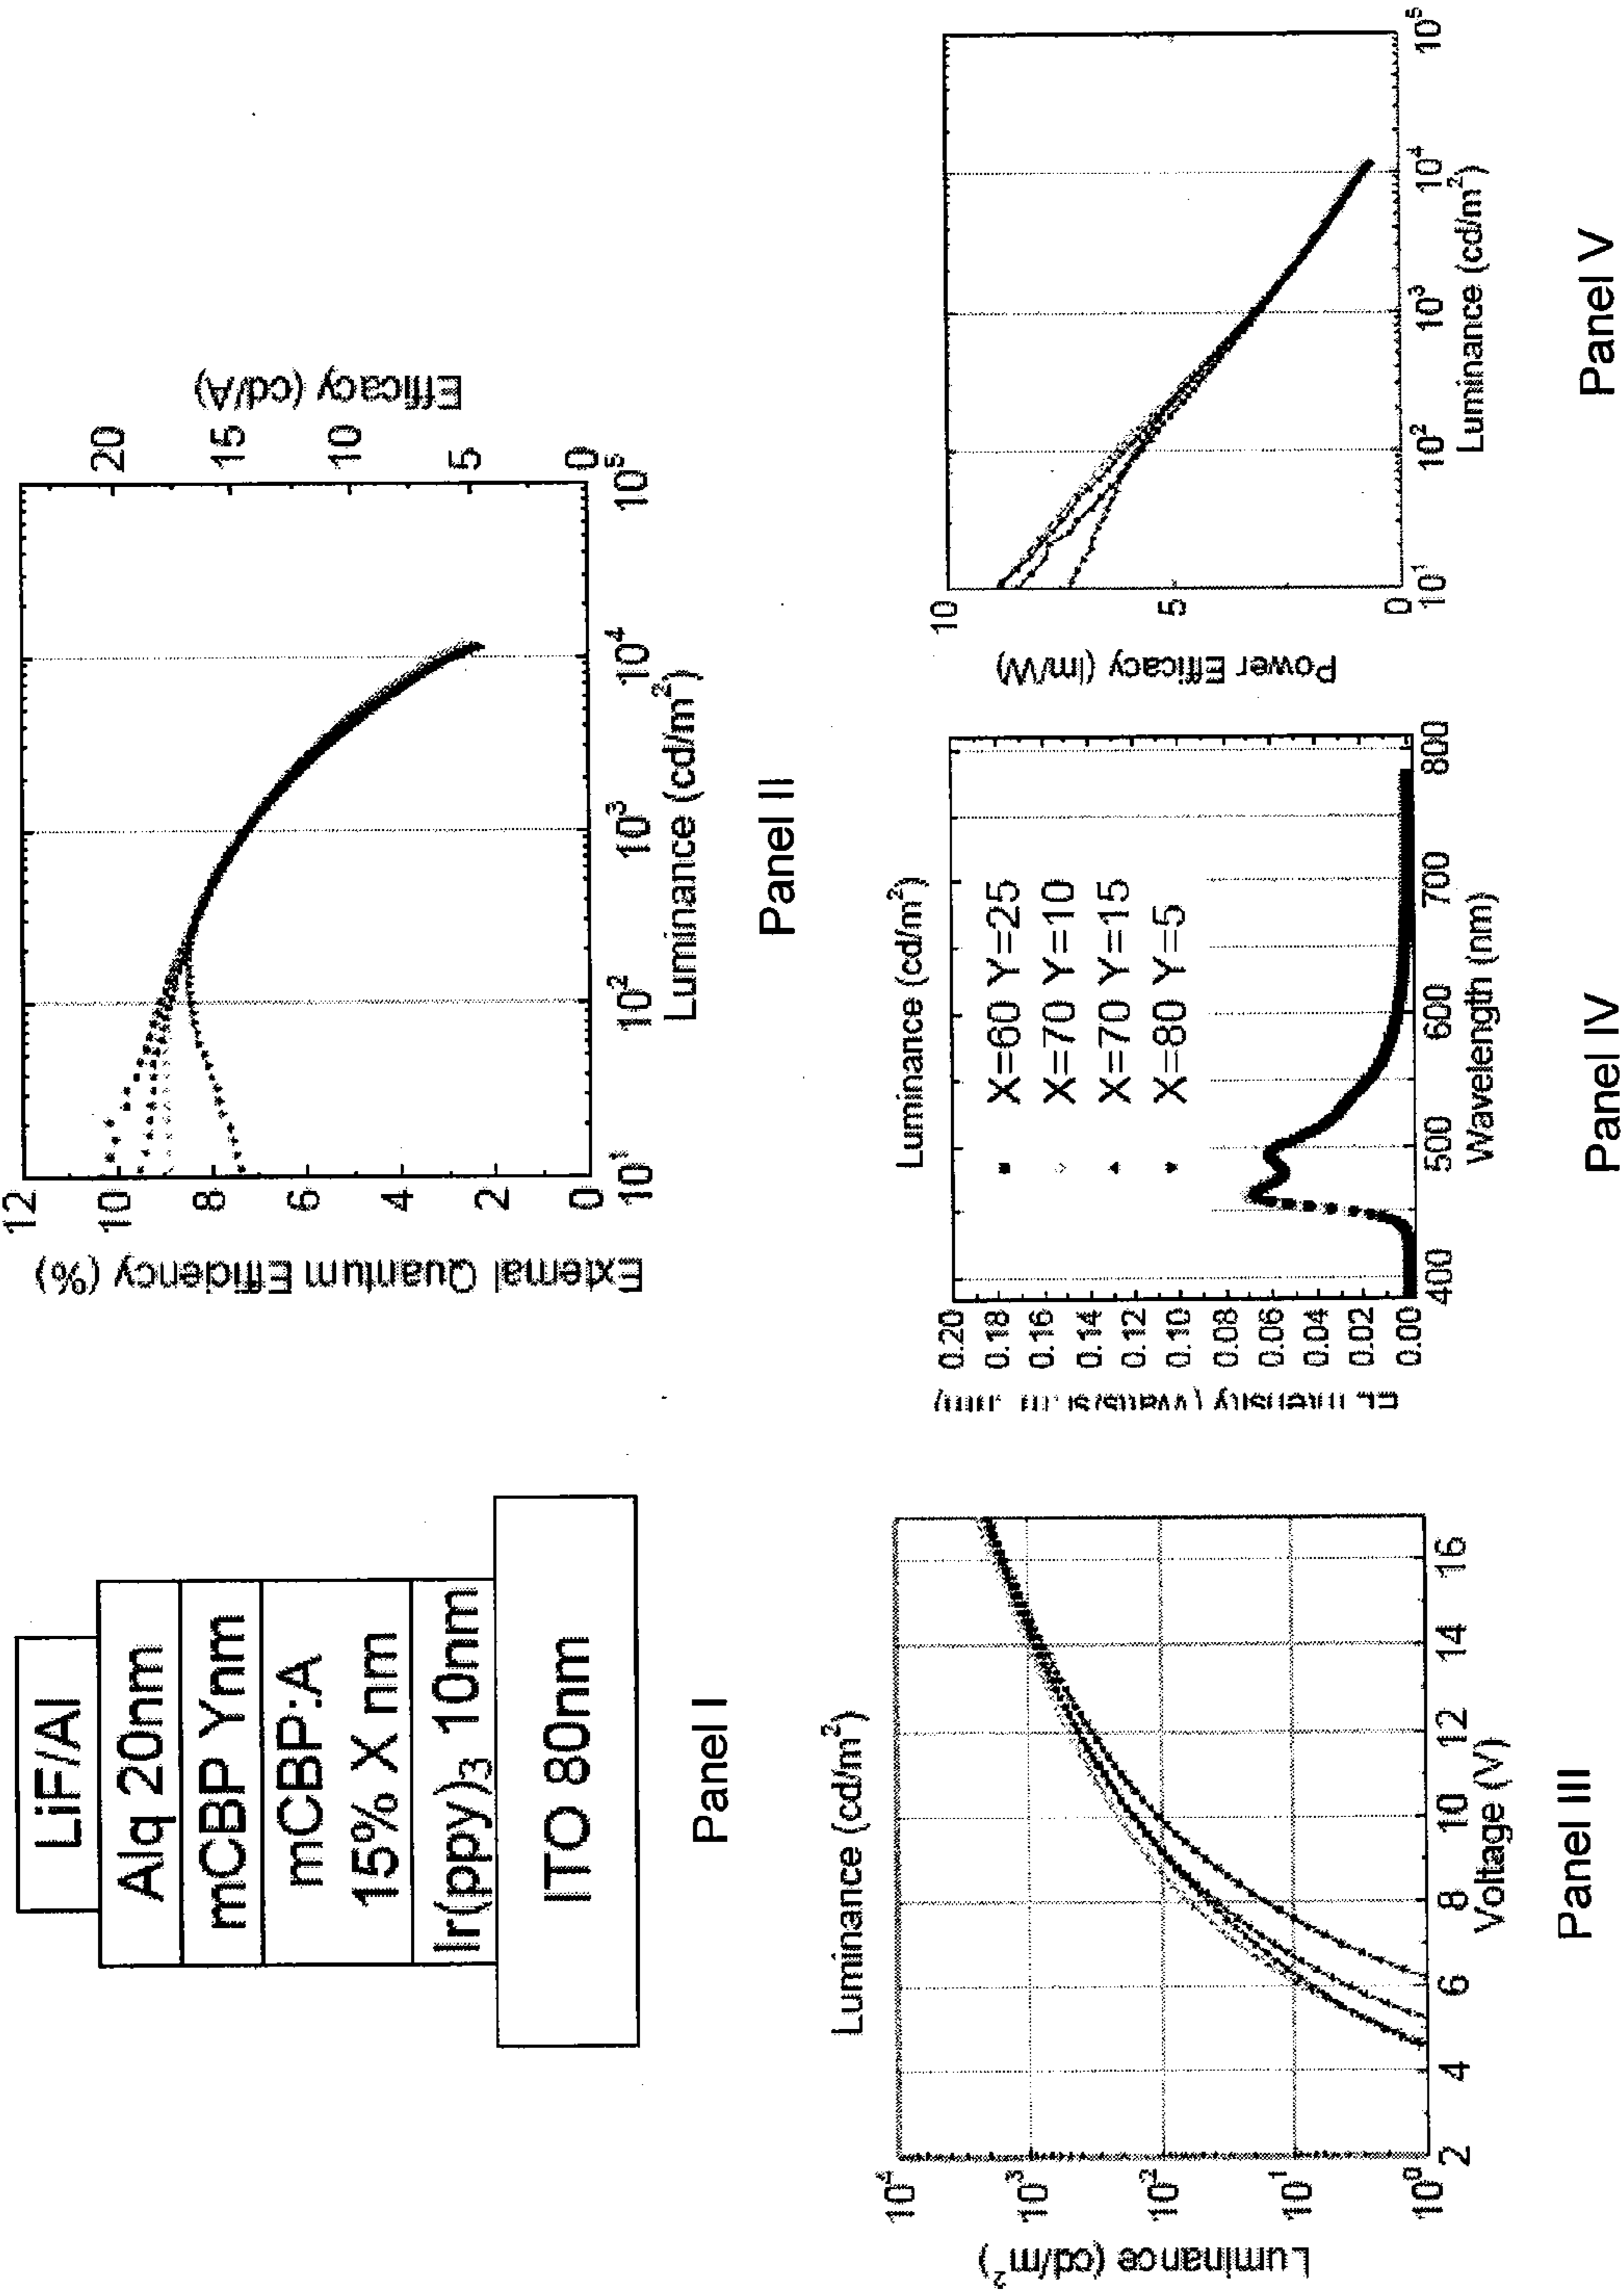 LiF/Al
Alq 20nm
mCBP Ynm
mCBP:A
15% X nm
Ir(ppy)₃ 10nm
ITO 80nm
Panel I
External Quantum Efficiency (%)
12
10
8
6
4
2
0
10¹
10²
10³
10⁴
10⁵
Luminance (cd/m²)
20
15
10
5
0
Efficacy (cd/A)
Panel II
Luminance (cd/m²)
Luminance (cd/m²)
10⁴
10³
10²
10¹
10⁰
2
4
6
8
10
12
14
16
Voltage (V)
Panel III
Luminance (cd/m²)
X=60 Y=25
X=70 Y=10
X=70 Y=15
X=80 Y=5
0.20
0.18
0.16
0.14
0.12
0.10
0.08
0.06
0.04
0.02
0.00
400
500
600
700
800
Wavelength (nm)
EL Intensity
Panel IV
Power Efficacy (lm/W)
10
5
0
10¹
10²
10³
10⁴
10⁵
Luminance (cd/m²)
Panel V